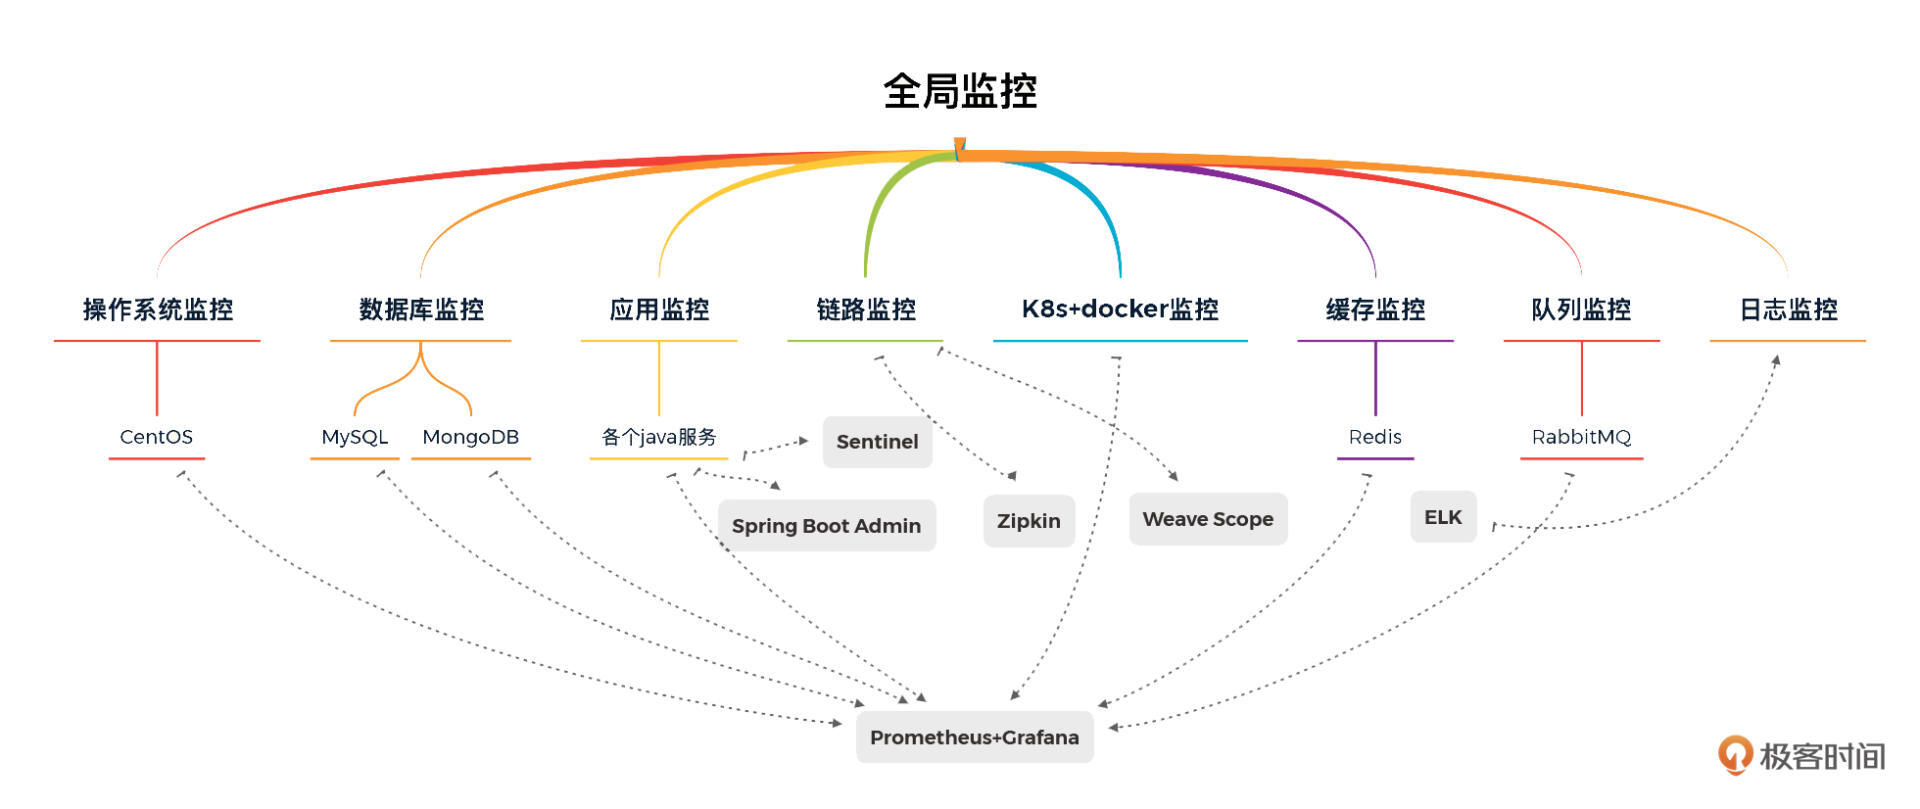 全局监控
操作系统监控
数据库监控
应用监控
链路监控
K8s+docker监控
缓存监控
队列监控
日志监控
CentOS
MySQL
MongoDB
各个java服务
Sentinel
Redis
RabbitMQ
Spring Boot Admin
Zipkin
Weave Scope
ELK
Prometheus+Grafana
极客时间